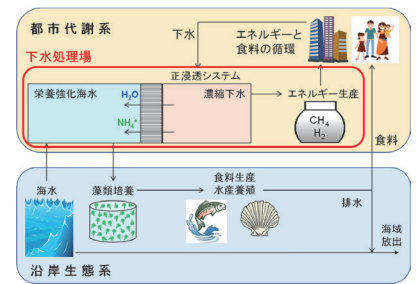 都市代謝系
下水
エネルギーと
食料の循環
下水処理場
正浸透システム
栄養強化海水
H₂O
NH₄⁺
濃縮下水
エネルギー生産
CH₄
H₂
食料
海水
藻類培養
食料生産
水産養殖
排水
海域
放出
沿岸生態系